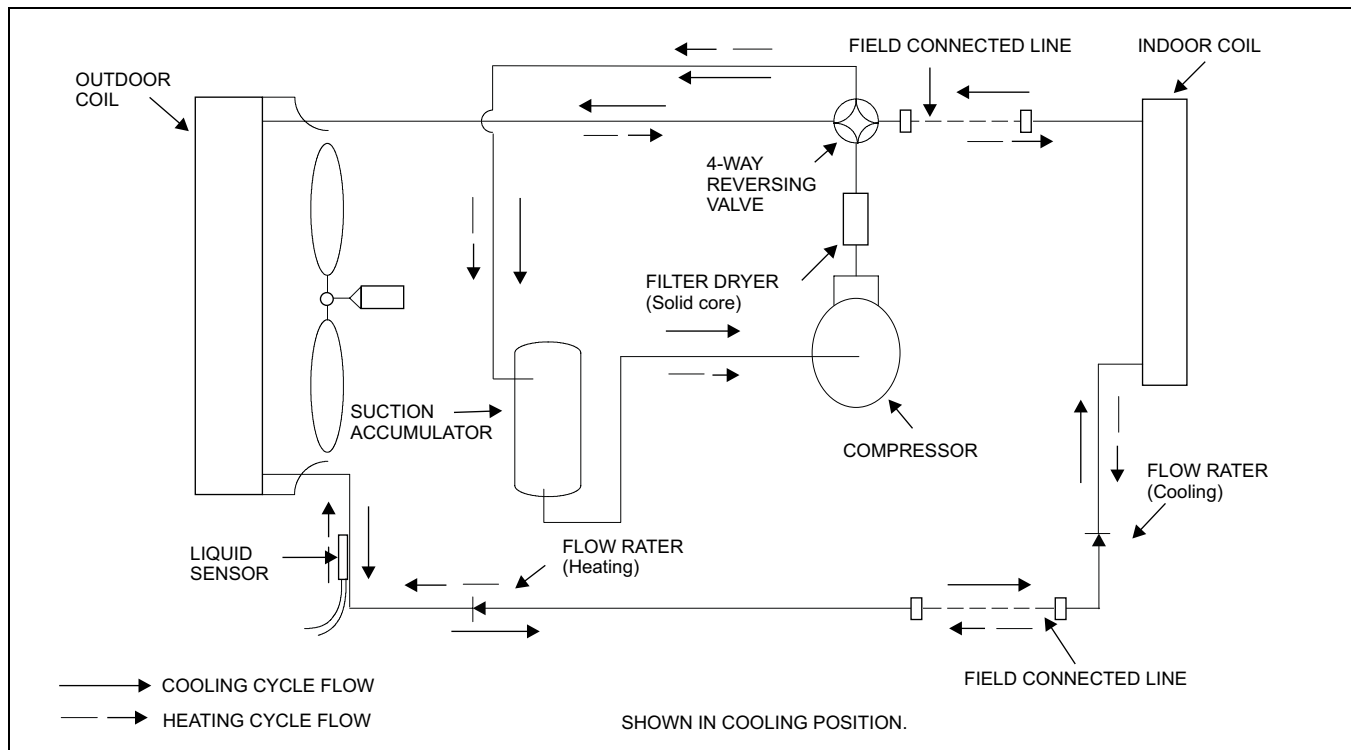 FIELD CONNECTED LINE
INDOOR COIL
OUTDOOR
COIL
4-WAY
REVERSING
VALVE
FILTER DRYER
(Solid core)
SUCTION
ACCUMULATOR
COMPRESSOR
FLOW RATER
(Cooling)
LIQUID
SENSOR
FLOW RATER
(Heating)
FIELD CONNECTED LINE
COOLING CYCLE FLOW
HEATING CYCLE FLOW
SHOWN IN COOLING POSITION.